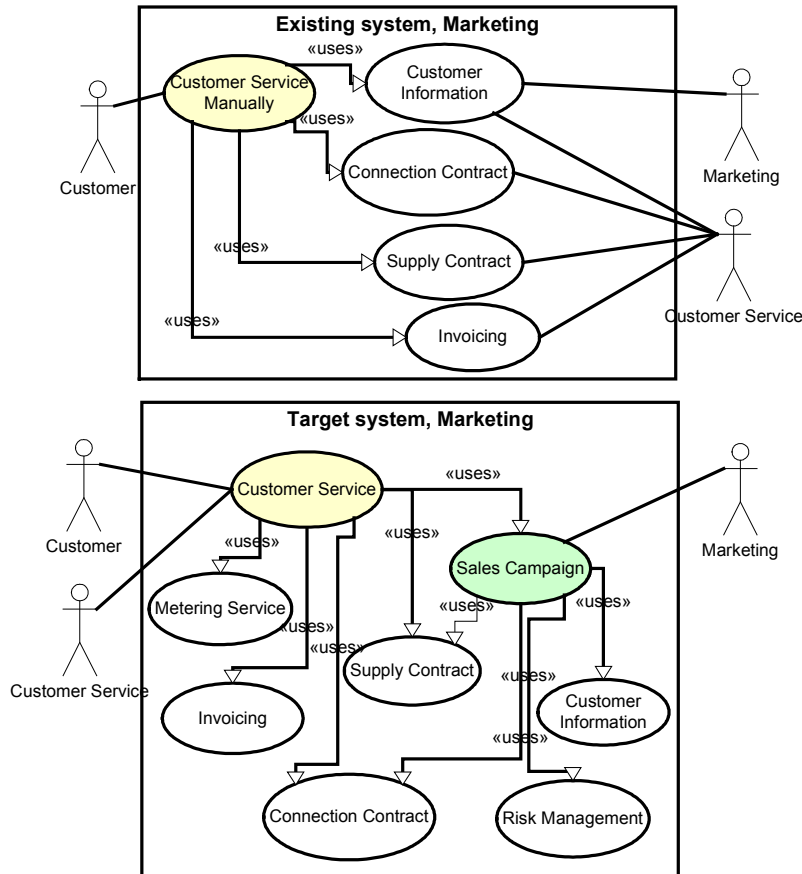 Existing system, Marketing
«uses»
Customer Service
Manually
Customer
Information
«uses»
Customer
Connection Contract
Marketing
«uses»
Supply Contract
Customer Service
«uses»
Invoicing
Target system, Marketing
«uses»
Customer Service
Customer
Marketing
«uses»
«uses»
Sales Campaign
Metering Service
«uses»
«uses»
«uses»
Supply Contract
«uses»
Customer Service
Invoicing
Customer
Information
«uses»
Connection Contract
Risk Management